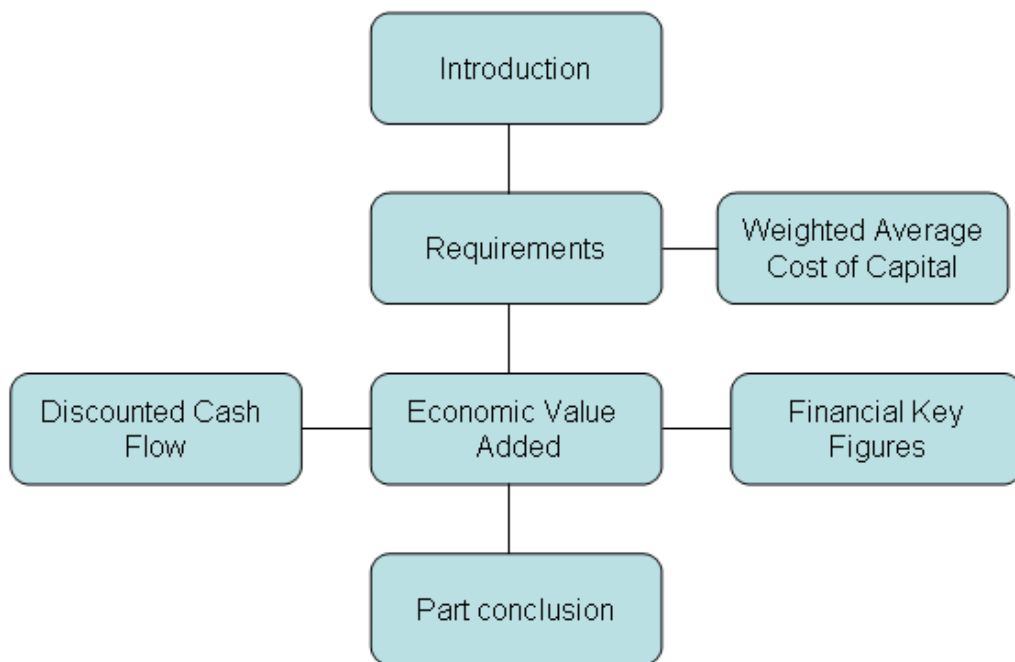 Introduction
Requirements
Weighted Average
Cost of Capital
Discounted Cash
Flow
Economic Value
Added
Financial Key
Figures
Part conclusion